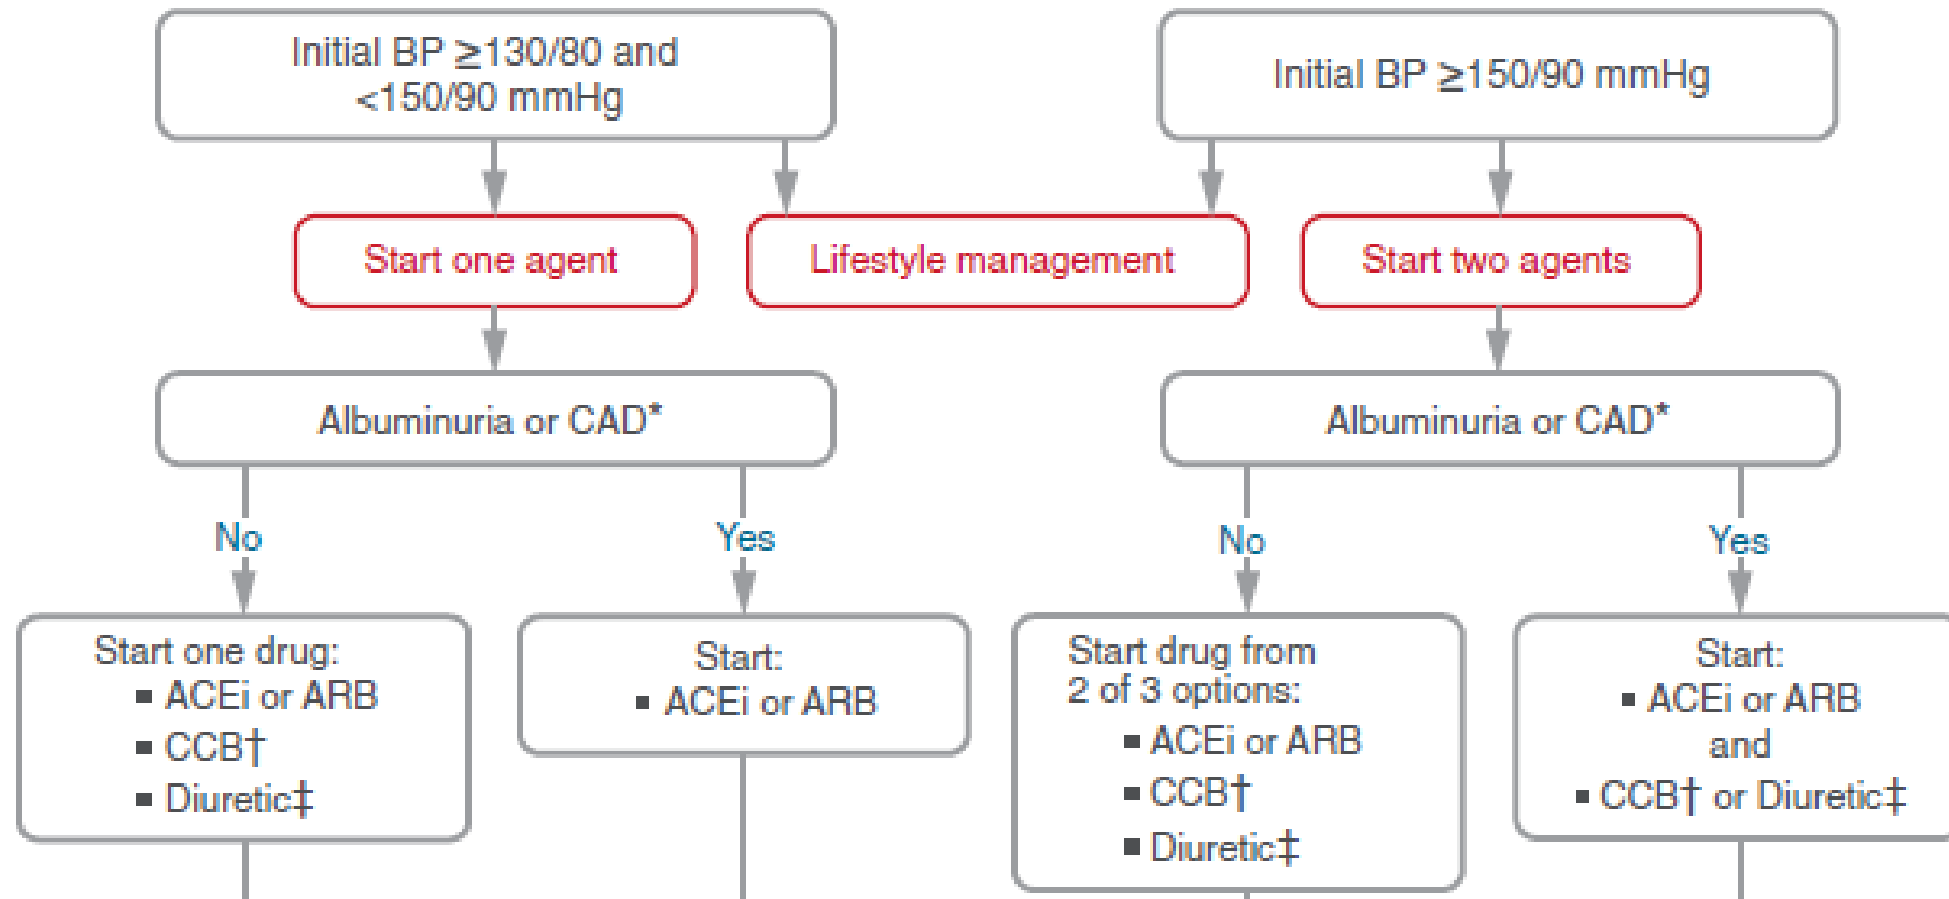 Initial BP ≥130/80 and
<150/90 mmHg
Initial BP ≥150/90 mmHg
Start one agent
Lifestyle management
Start two agents
Albuminuria or CAD*
Albuminuria or CAD*
No
Yes
No
Yes
Start one drug:
▪ ACEi or ARB
▪ CCB†
▪ Diuretic‡
Start:
▪ ACEi or ARB
Start drug from
2 of 3 options:
▪ ACEi or ARB
▪ CCB†
▪ Diuretic‡
Start:
▪ ACEi or ARB
and
▪ CCB† or Diuretic‡